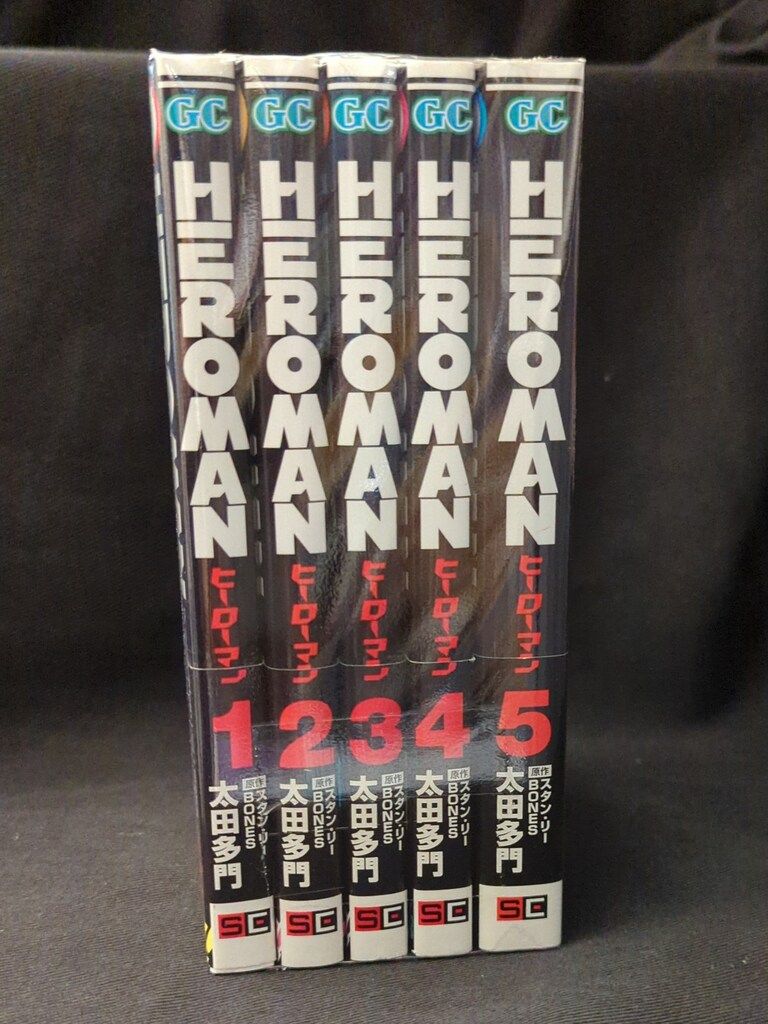 GC
HEROMAN
ヒーローマン
1
原作
スタン・リー
BONES
太田多門
SE
GC
HEROMAN
ヒーローマン
2
原作
スタン・リー
BONES
太田多門
SE
GC
HEROMAN
ヒーローマン
3
原作
スタン・リー
BONES
太田多門
SE
GC
HEROMAN
ヒーローマン
4
原作
スタン・リー
BONES
太田多門
SE
GC
HEROMAN
ヒーローマン
5
原作
スタン・リー
BONES
太田多門
SE